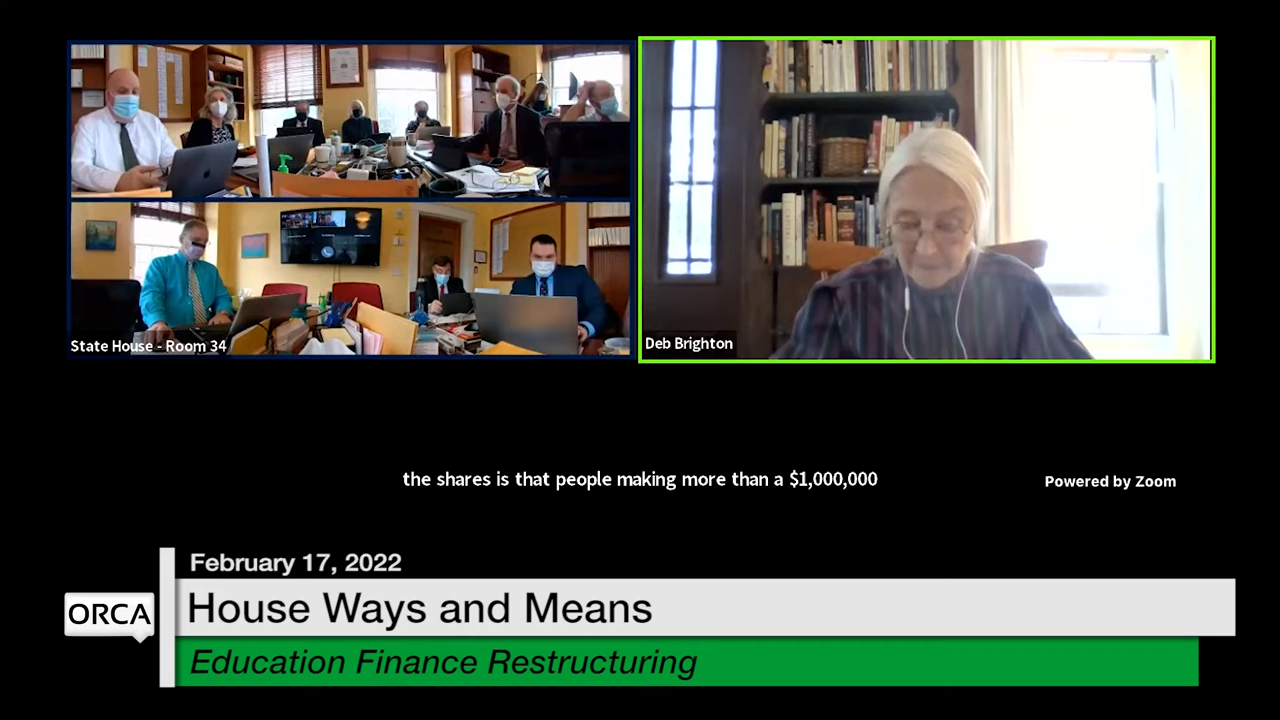 State House - Room 34
Deb Brighton
the shares is that people making more than a $1,000,000
Powered by Zoom
February 17, 2022
ORCA
House Ways and Means
Education Finance Restructuring